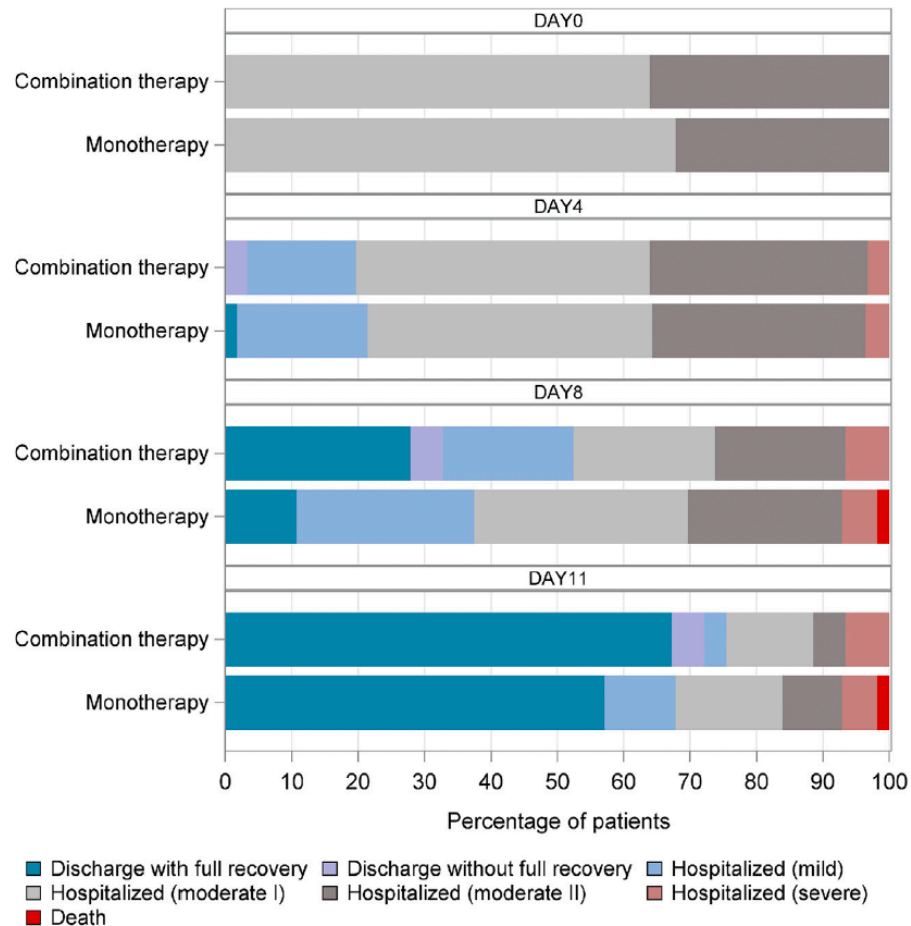 DAY0
Combination therapy
Monotherapy
DAY4
Combination therapy
Monotherapy
DAY8
Combination therapy
Monotherapy
DAY11
Combination therapy
Monotherapy
0 10 20 30 40 50 60 70 80 90 100
Percentage of patients
Discharge with full recovery Discharge without full recovery Hospitalized (mild)
Hospitalized (moderate I) Hospitalized (moderate II) Hospitalized (severe)
Death